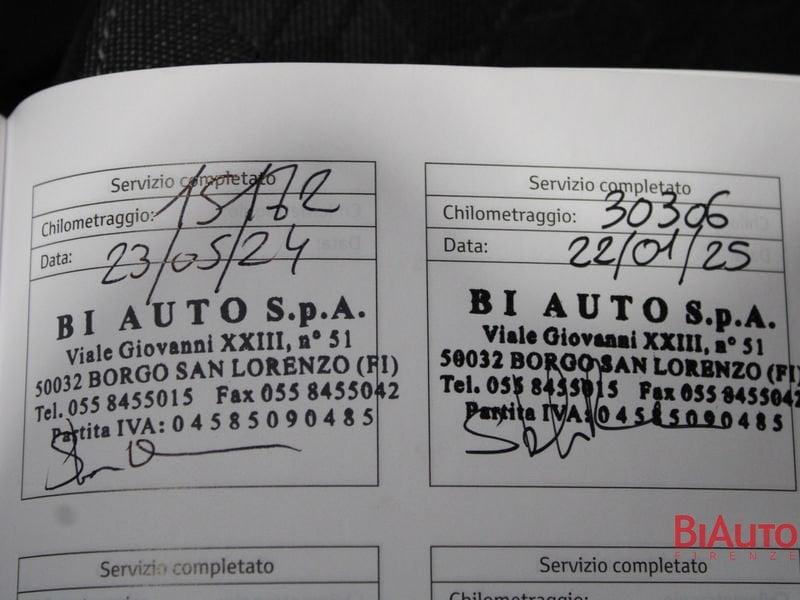 Servizio completato
Chilometraggio: 15172
Data: 23/05/24
BI AUTO S.p.A.
Viale Giovanni XXIII, n° 51
50032 BORGO SAN LORENZO (FI)
Tel. 055 8455015 Fax 055 8455042
Partita IVA: 04585090485
Servizio completato
Chilometraggio: 30306
Data: 22/01/25
BI AUTO S.p.A.
Viale Giovanni XXIII, n° 51
50032 BORGO SAN LORENZO (FI)
Tel. 055 8455015 Fax 055 8455042
Partita IVA: 04585090485
Servizio completato
Servizio completato
Chilometraggio:
BIAUTO
FIRENZE